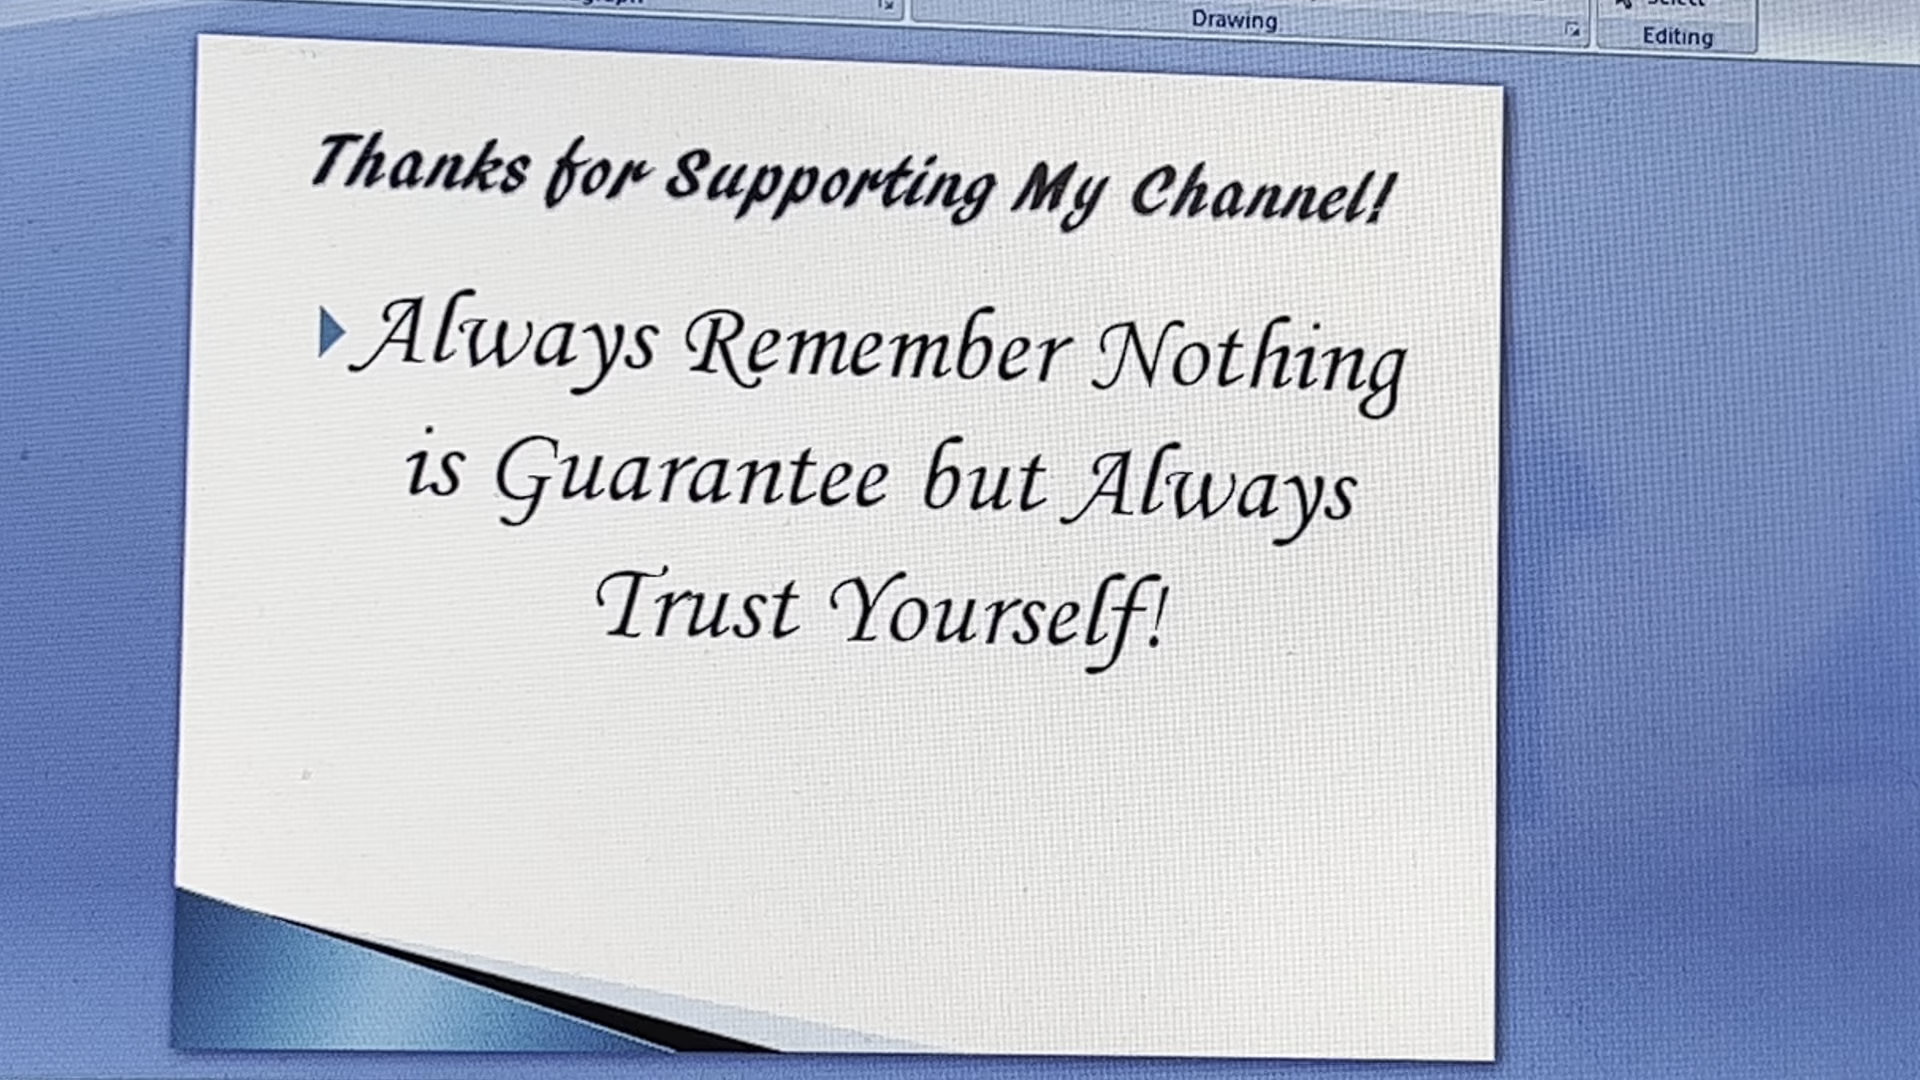 Drawing
Editing
Thanks for Supporting My Channel!
Always Remember Nothing
is Guarantee but Always
Trust Yourself!